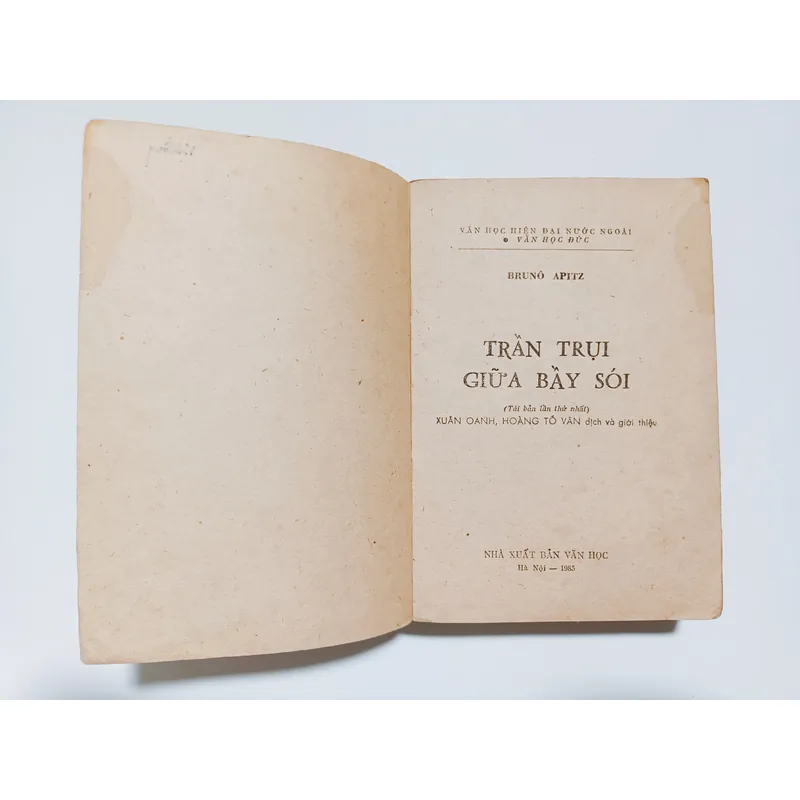 VĂN HỌC HIỆN ĐẠI NƯỚC NGOÀI
● VĂN HỌC ĐỨC
BRUNÔ APITZ
TRẦN TRỤI
GIỮA BẦY SÓI
(Tái bản lần thứ nhất)
XUÂN OANH, HOÀNG TỐ VÂN dịch và giới thiệu
NHÀ XUẤT BẢN VĂN HỌC
Hà Nội — 1985